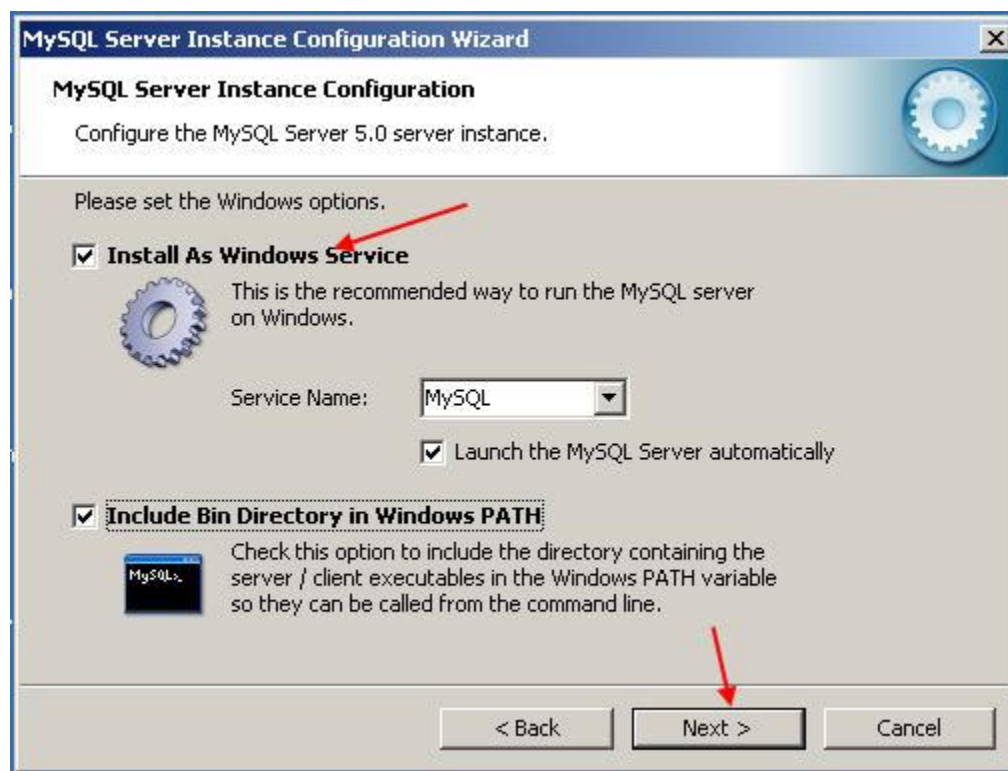 MySQL Server Instance Configuration Wizard
MySQL Server Instance Configuration
Configure the MySQL Server 5.0 server instance.
Please set the Windows options.
Install As Windows Service
This is the recommended way to run the MySQL server
on Windows.
Service Name:
MySQL
Launch the MySQL Server automatically
Include Bin Directory in Windows PATH
MySQL>_
Check this option to include the directory containing the
server / client executables in the Windows PATH variable
so they can be called from the command line.
< Back
Next >
Cancel